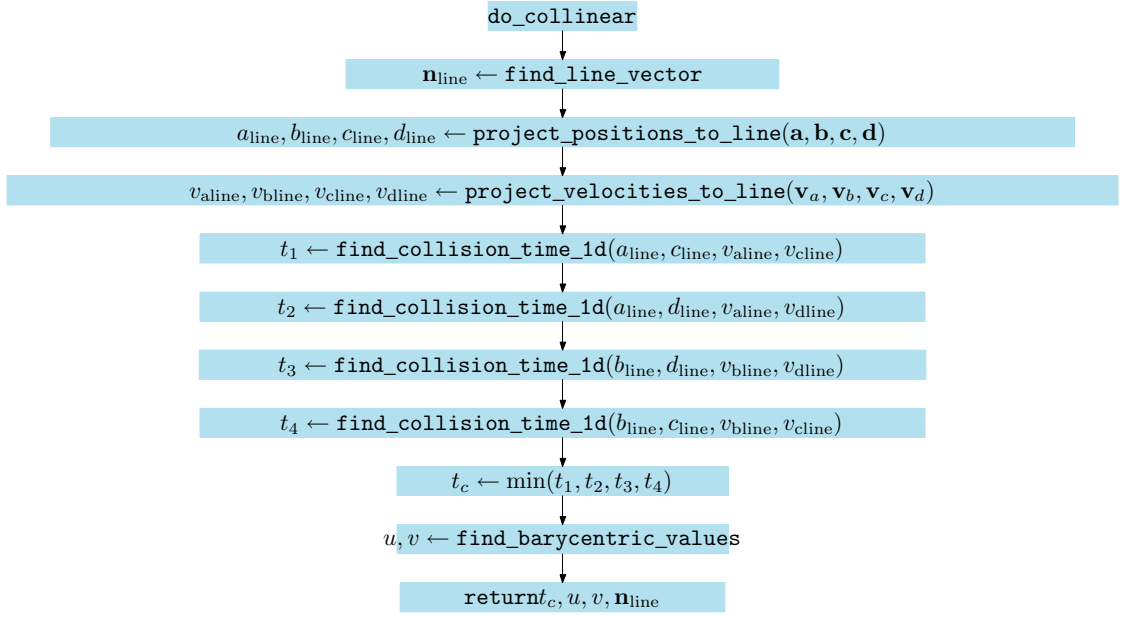 do_collinear
n_line ← find_line_vector
a_line, b_line, c_line, d_line ← project_positions_to_line(a, b, c, d)
v_aline, v_bline, v_cline, v_dline ← project_velocities_to_line(v_a, v_b, v_c, v_d)
t_1 ← find_collision_time_1d(a_line, c_line, v_aline, v_cline)
t_2 ← find_collision_time_1d(a_line, d_line, v_aline, v_dline)
t_3 ← find_collision_time_1d(b_line, d_line, v_bline, v_dline)
t_4 ← find_collision_time_1d(b_line, c_line, v_bline, v_cline)
t_c ← min(t_1, t_2, t_3, t_4)
u, v ← find_barycentric_values
returnt_c, u, v, n_line